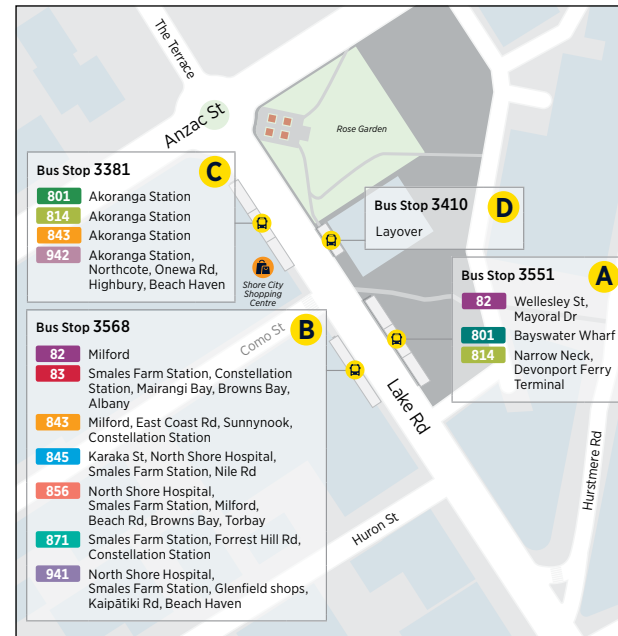 The Terrace
Anzac St
Rose Garden
Bus Stop 3381
C
801 Akoranga Station
814 Akoranga Station
843 Akoranga Station
942 Akoranga Station,
Northcote, Onewa Rd,
Highbury, Beach Haven
Bus Stop 3410
D
Layover
Shore City
Shopping
Centre
Bus Stop 3551
A
82 Wellesley St,
Mayoral Dr
801 Bayswater Wharf
814 Narrow Neck,
Devonport Ferry
Terminal
Como St
Bus Stop 3568
B
82 Milford
83 Smales Farm Station, Constellation
Station, Mairangi Bay, Browns Bay,
Albany
843 Milford, East Coast Rd, Sunnynook,
Constellation Station
845 Karaka St, North Shore Hospital,
Smales Farm Station, Nile Rd
856 North Shore Hospital,
Smales Farm Station, Milford,
Beach Rd, Browns Bay, Torbay
871 Smales Farm Station, Forrest Hill Rd,
Constellation Station
941 North Shore Hospital,
Smales Farm Station, Glenfield shops,
Kaipātiki Rd, Beach Haven
Lake Rd
Huron St
Hurstmere Rd